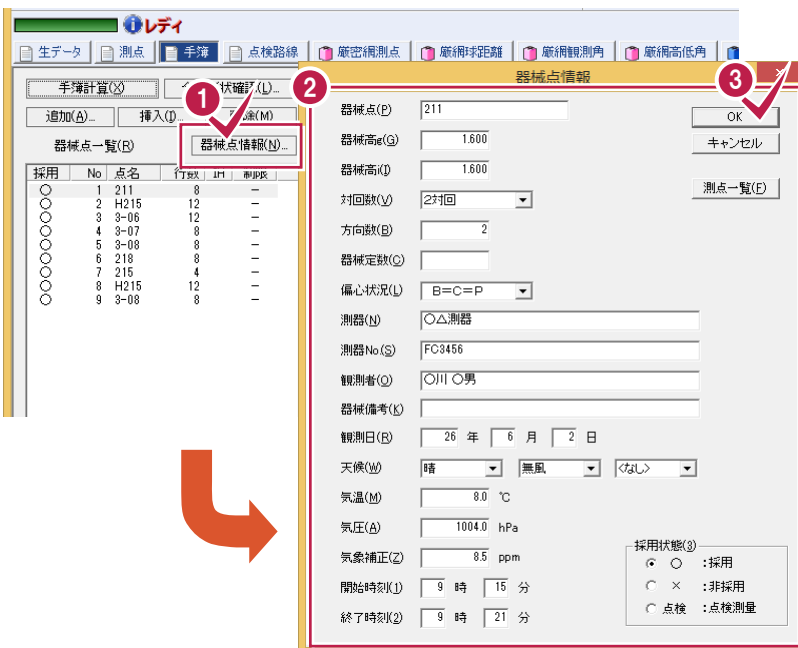 レディ
生データ 測点 手簿 点検路線 厳密網測点 厳網球距離 厳網観測角 厳網高低角
手簿計算(X) 状確認(L)...
追加(A)... 挿入(I)... 除(M)
器械点一覧(R) 器械点情報(N)...
採用 No 点名 行数 IH 制限
○ 1 211 8 －
○ 2 H215 12 －
○ 3 3-06 12 －
○ 4 3-07 8 －
○ 5 3-08 8 －
○ 6 218 8 －
○ 7 215 4 －
○ 8 H215 12 －
○ 9 3-08 8 －
1
2
3
器械点情報
器械点(P) 211 OK
器械高g(G) 1.600 キャンセル
器械高i(I) 1.600
測点一覧(F)
対回数(V) 2対回
方向数(B) 2
器械定数(C)
偏心状況(L) B=C=P
測器(N) ○△測器
測器No.(S) FC3456
観測者(O) ○川 ○男
器械備考(K)
観測日(R) 26 年 6 月 2 日
天候(W) 晴 無風 <なし>
気温(M) 8.0 ℃
気圧(A) 1004.0 hPa
気象補正(Z) 8.5 ppm
開始時刻(1) 9 時 15 分
終了時刻(2) 9 時 21 分
採用状態(3)
○ :採用
× :非採用
点検 :点検測量